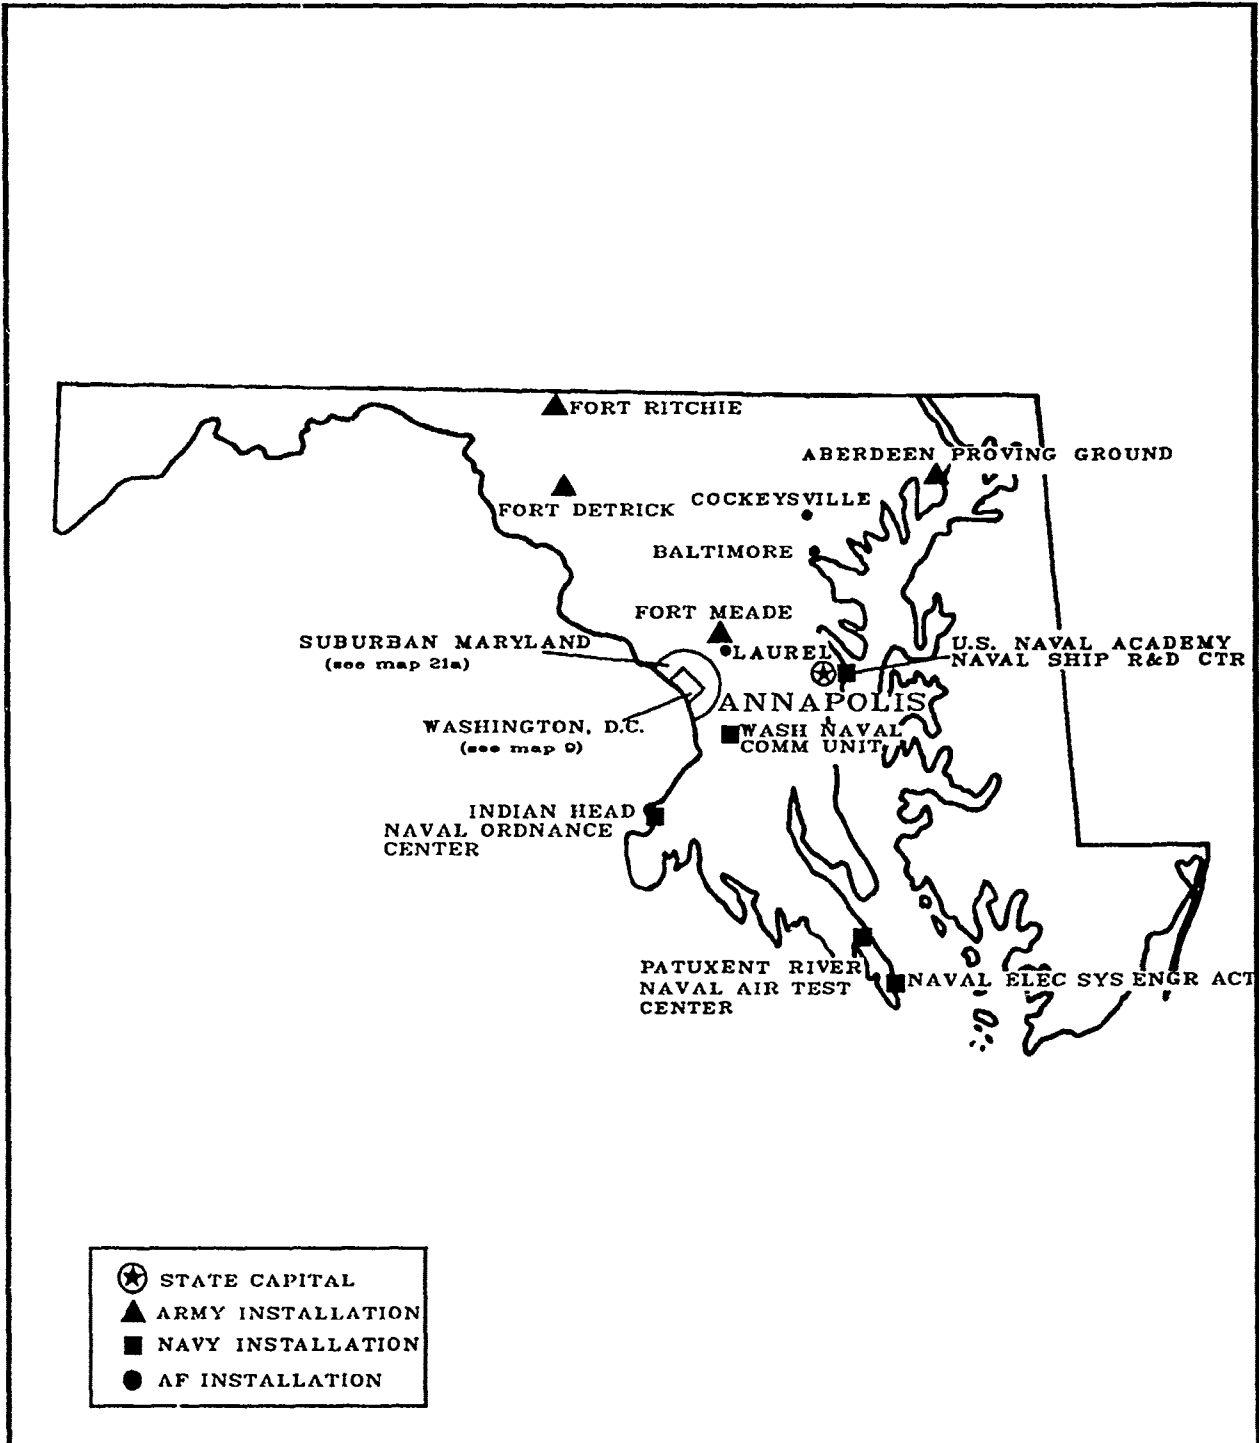 FORT RITCHIE
ABERDEEN PROVING GROUND
COCKEYSVILLE
FORT DETRICK
BALTIMORE
FORT MEADE
SUBURBAN MARYLAND
(see map 21a)
LAUREL
U.S. NAVAL ACADEMY
NAVAL SHIP R&D CTR
ANNAPOLIS
WASHINGTON, D.C.
(see map 9)
WASH NAVAL
COMM UNIT
INDIAN HEAD
NAVAL ORDNANCE
CENTER
PATUXENT RIVER
NAVAL AIR TEST
CENTER
NAVAL ELEC SYS ENGR ACT
STATE CAPITAL
ARMY INSTALLATION
NAVY INSTALLATION
AF INSTALLATION